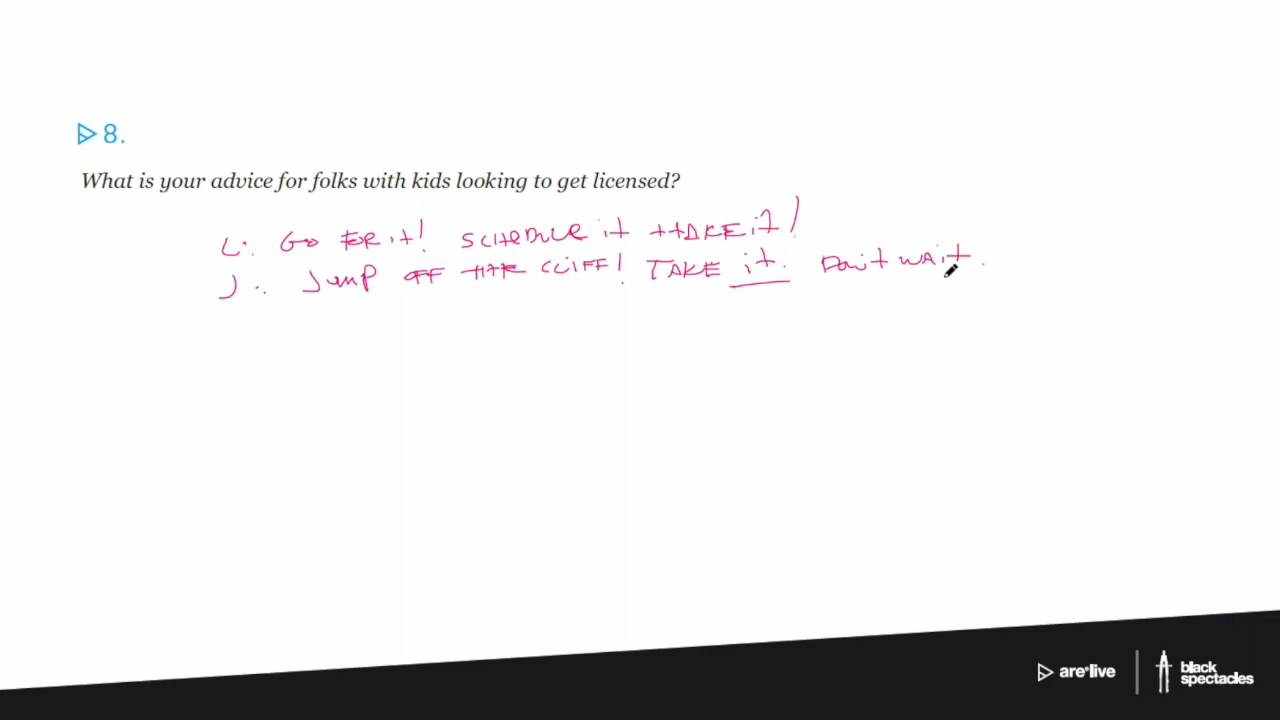 8.
What is your advice for folks with kids looking to get licensed?
L: Go FOR it! SCHEDULE it + TAKE it!
J: Jump OFF THE CLIFF! TAKE it. Don't WAit.
are•live
black
spectacles